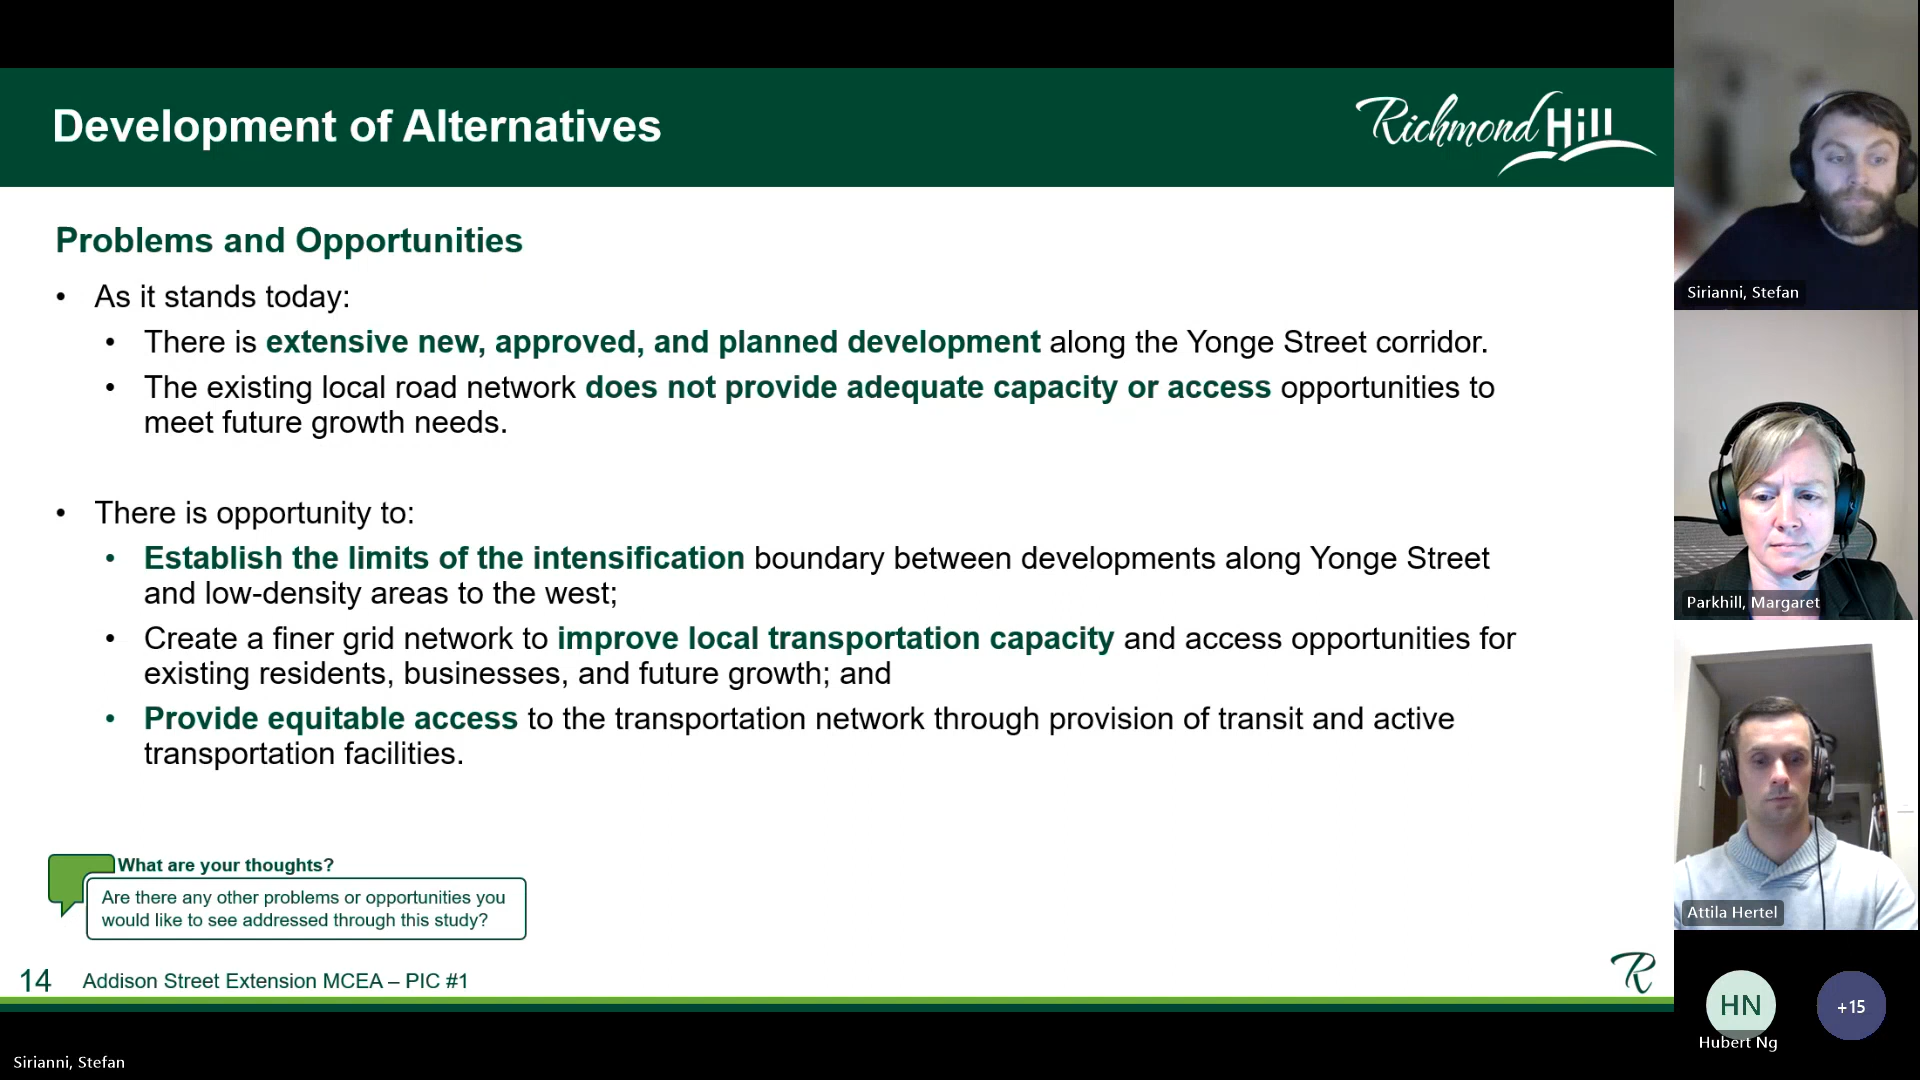 Development of Alternatives
Richmond Hill
Problems and Opportunities
• As it stands today:
• There is extensive new, approved, and planned development along the Yonge Street corridor.
• The existing local road network does not provide adequate capacity or access opportunities to
meet future growth needs.
• There is opportunity to:
• Establish the limits of the intensification boundary between developments along Yonge Street
and low-density areas to the west;
• Create a finer grid network to improve local transportation capacity and access opportunities for
existing residents, businesses, and future growth; and
• Provide equitable access to the transportation network through provision of transit and active
transportation facilities.
What are your thoughts?
Are there any other problems or opportunities you
would like to see addressed through this study?
14 Addison Street Extension MCEA – PIC #1
R
Sirianni, Stefan
Sirianni, Stefan
Parkhill, Margaret
Attila Hertel
HN
+15
Hubert Ng